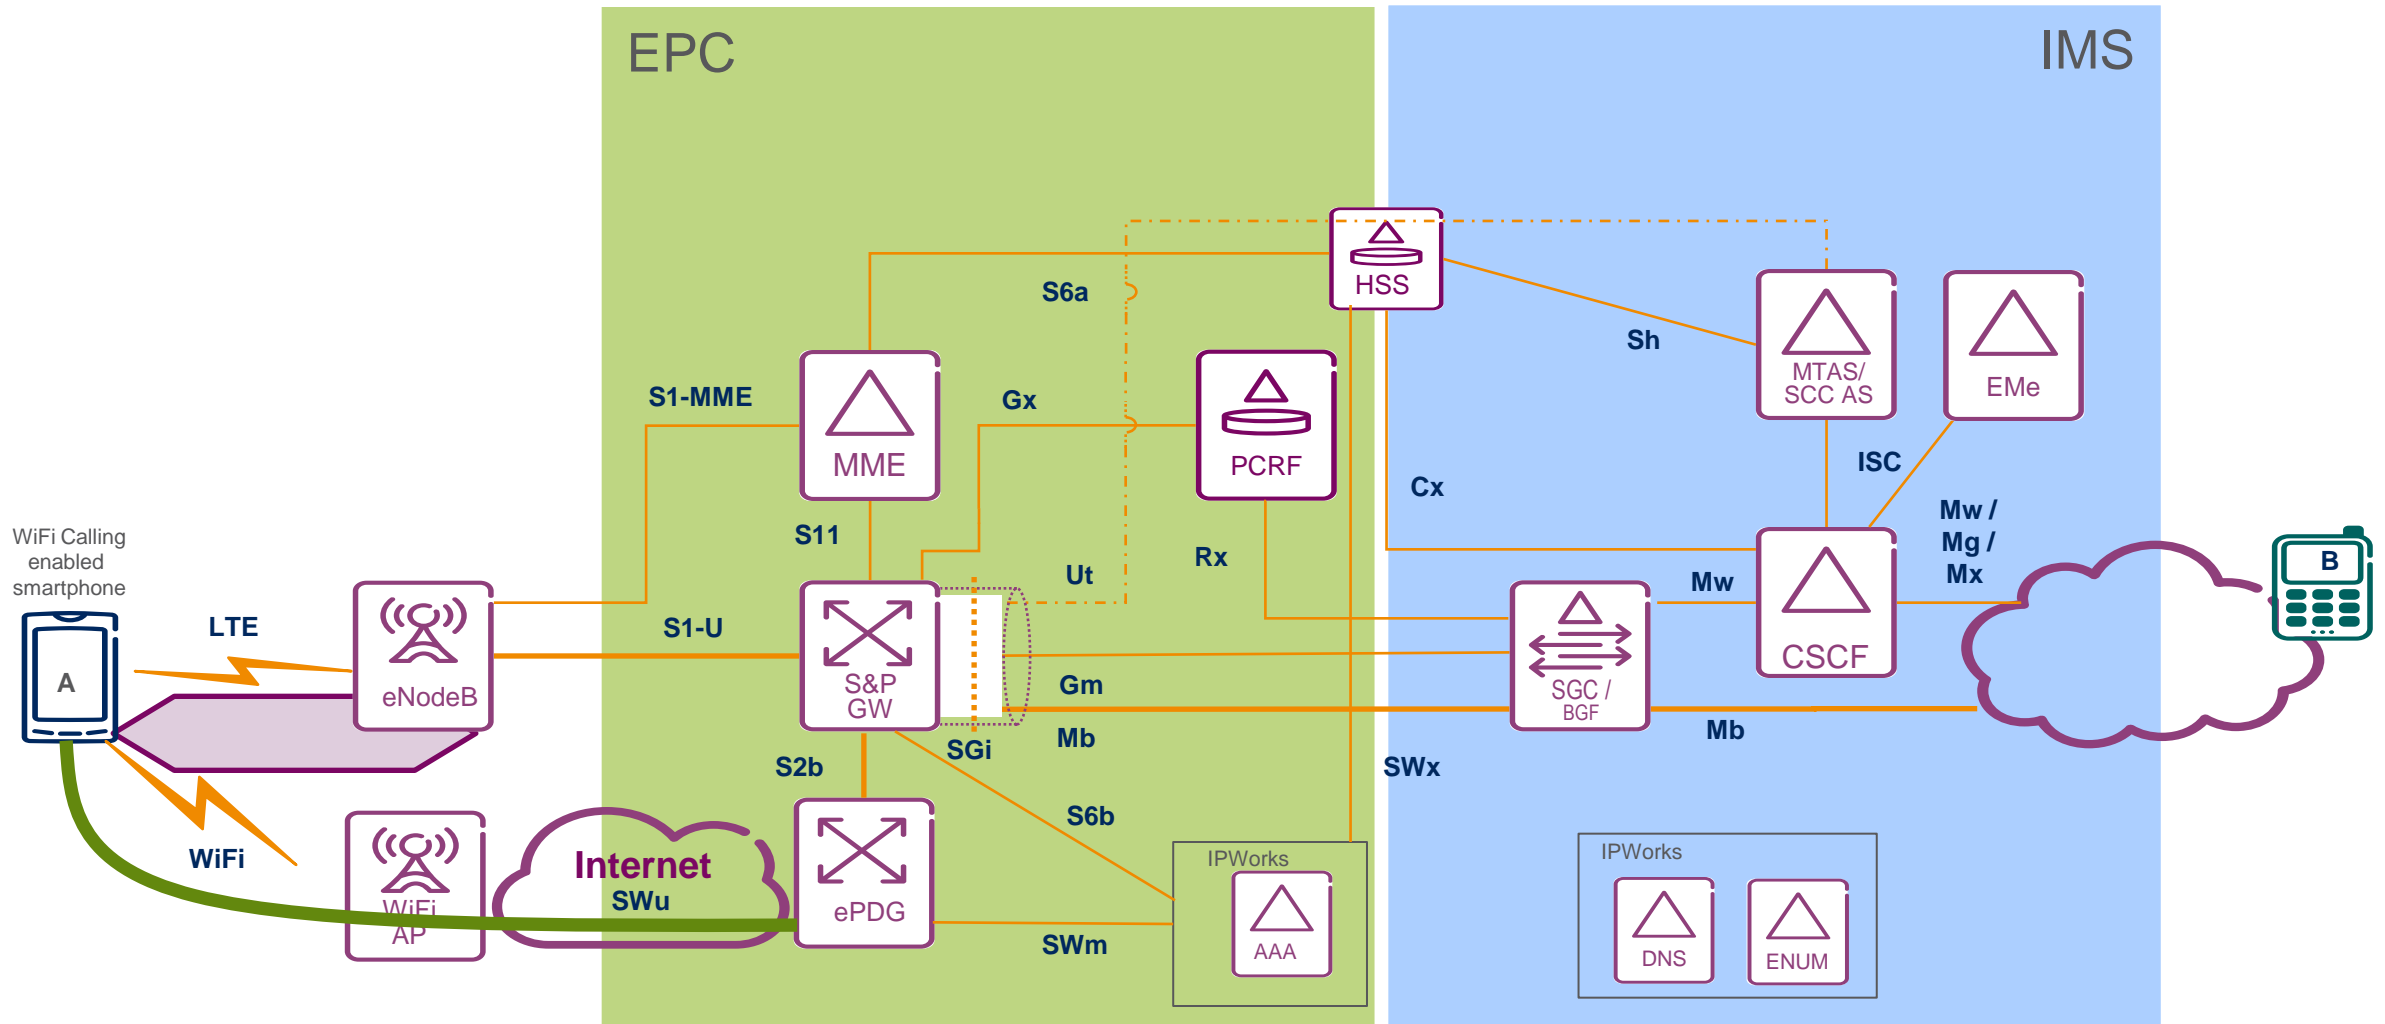 EPC
IMS
HSS
S6a
Sh
MTAS/
SCC AS
EMe
S1-MME
Gx
MME
PCRF
ISC
Cx
Mw /
Mg /
Mx
WiFi Calling
enabled
smartphone
S11
Rx
Ut
Mw
B
LTE
S1-U
A
eNodeB
S&P
GW
Gm
SGC /
BGF
CSCF
SGi
Mb
Mb
S2b
SWx
S6b
WiFi
Internet
SWu
WiFi
AP
ePDG
SWm
IPWorks
AAA
IPWorks
DNS
ENUM